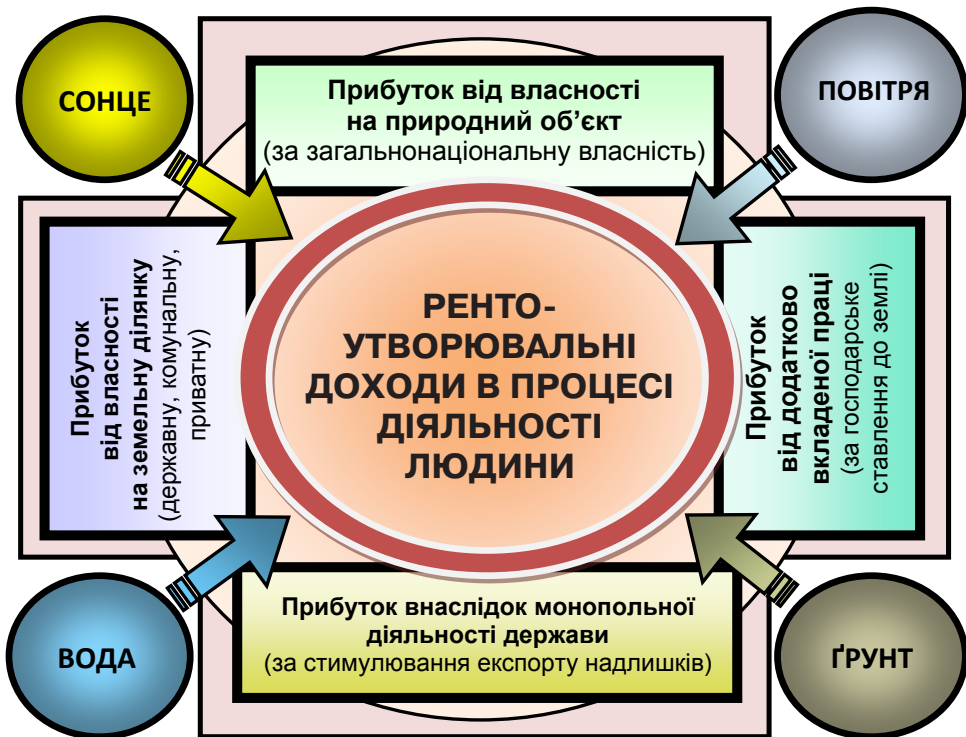 СОНЦЕ
Прибуток від власності
на природний об’єкт
(за загальнонаціональну власність)
ПОВІТРЯ
Прибуток
від власності
на земельну ділянку
(державну, комунальну,
приватну)
РЕНТО-
УТВОРЮВАЛЬНІ
ДОХОДИ В ПРОЦЕСІ
ДІЯЛЬНОСТІ
ЛЮДИНИ
Прибуток
від додатково
вкладеної праці
(за господарське
ставлення до землі)
ВОДА
Прибуток внаслідок монопольної
діяльності держави
(за стимулювання експорту надлишків)
ҐРУНТ